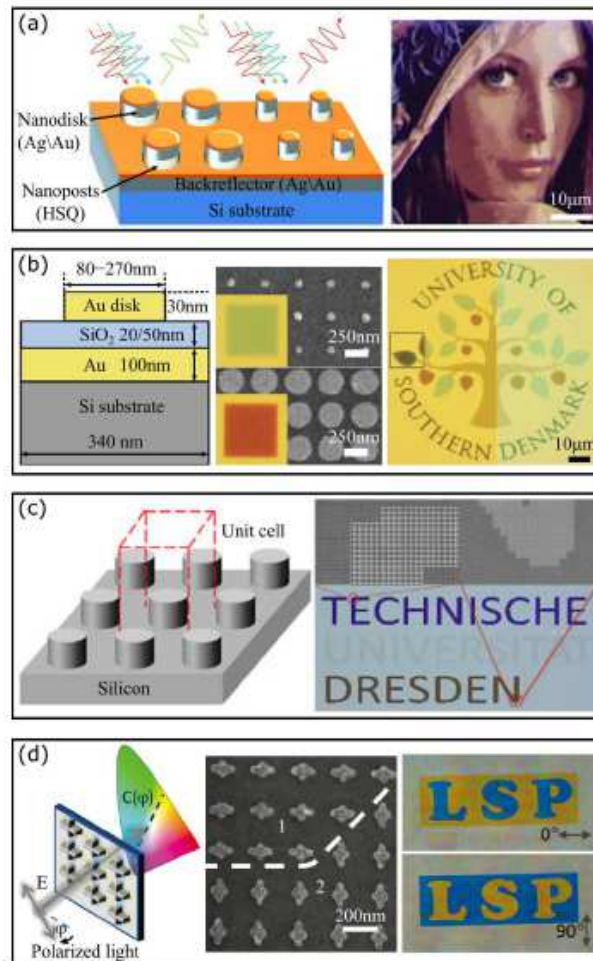 (a)
Nanodisk
(Ag\Au)
Nanoposts
(HSQ)
Backreflector (Ag\Au)
Si substrate
10μm
(b)
80−270nm
Au disk
30nm
SiO₂ 20/50nm
Au 100nm
Si substrate
340 nm
250nm
250nm
UNIVERSITY OF
SOUTHERN DENMARK
10μm
(c)
Unit cell
Silicon
TECHNISCHE
UNIVERSITÄT
DRESDEN
(d)
C(φ)
E
φ
Polarized light
1
2
200nm
LSP
0°
LSP
90°